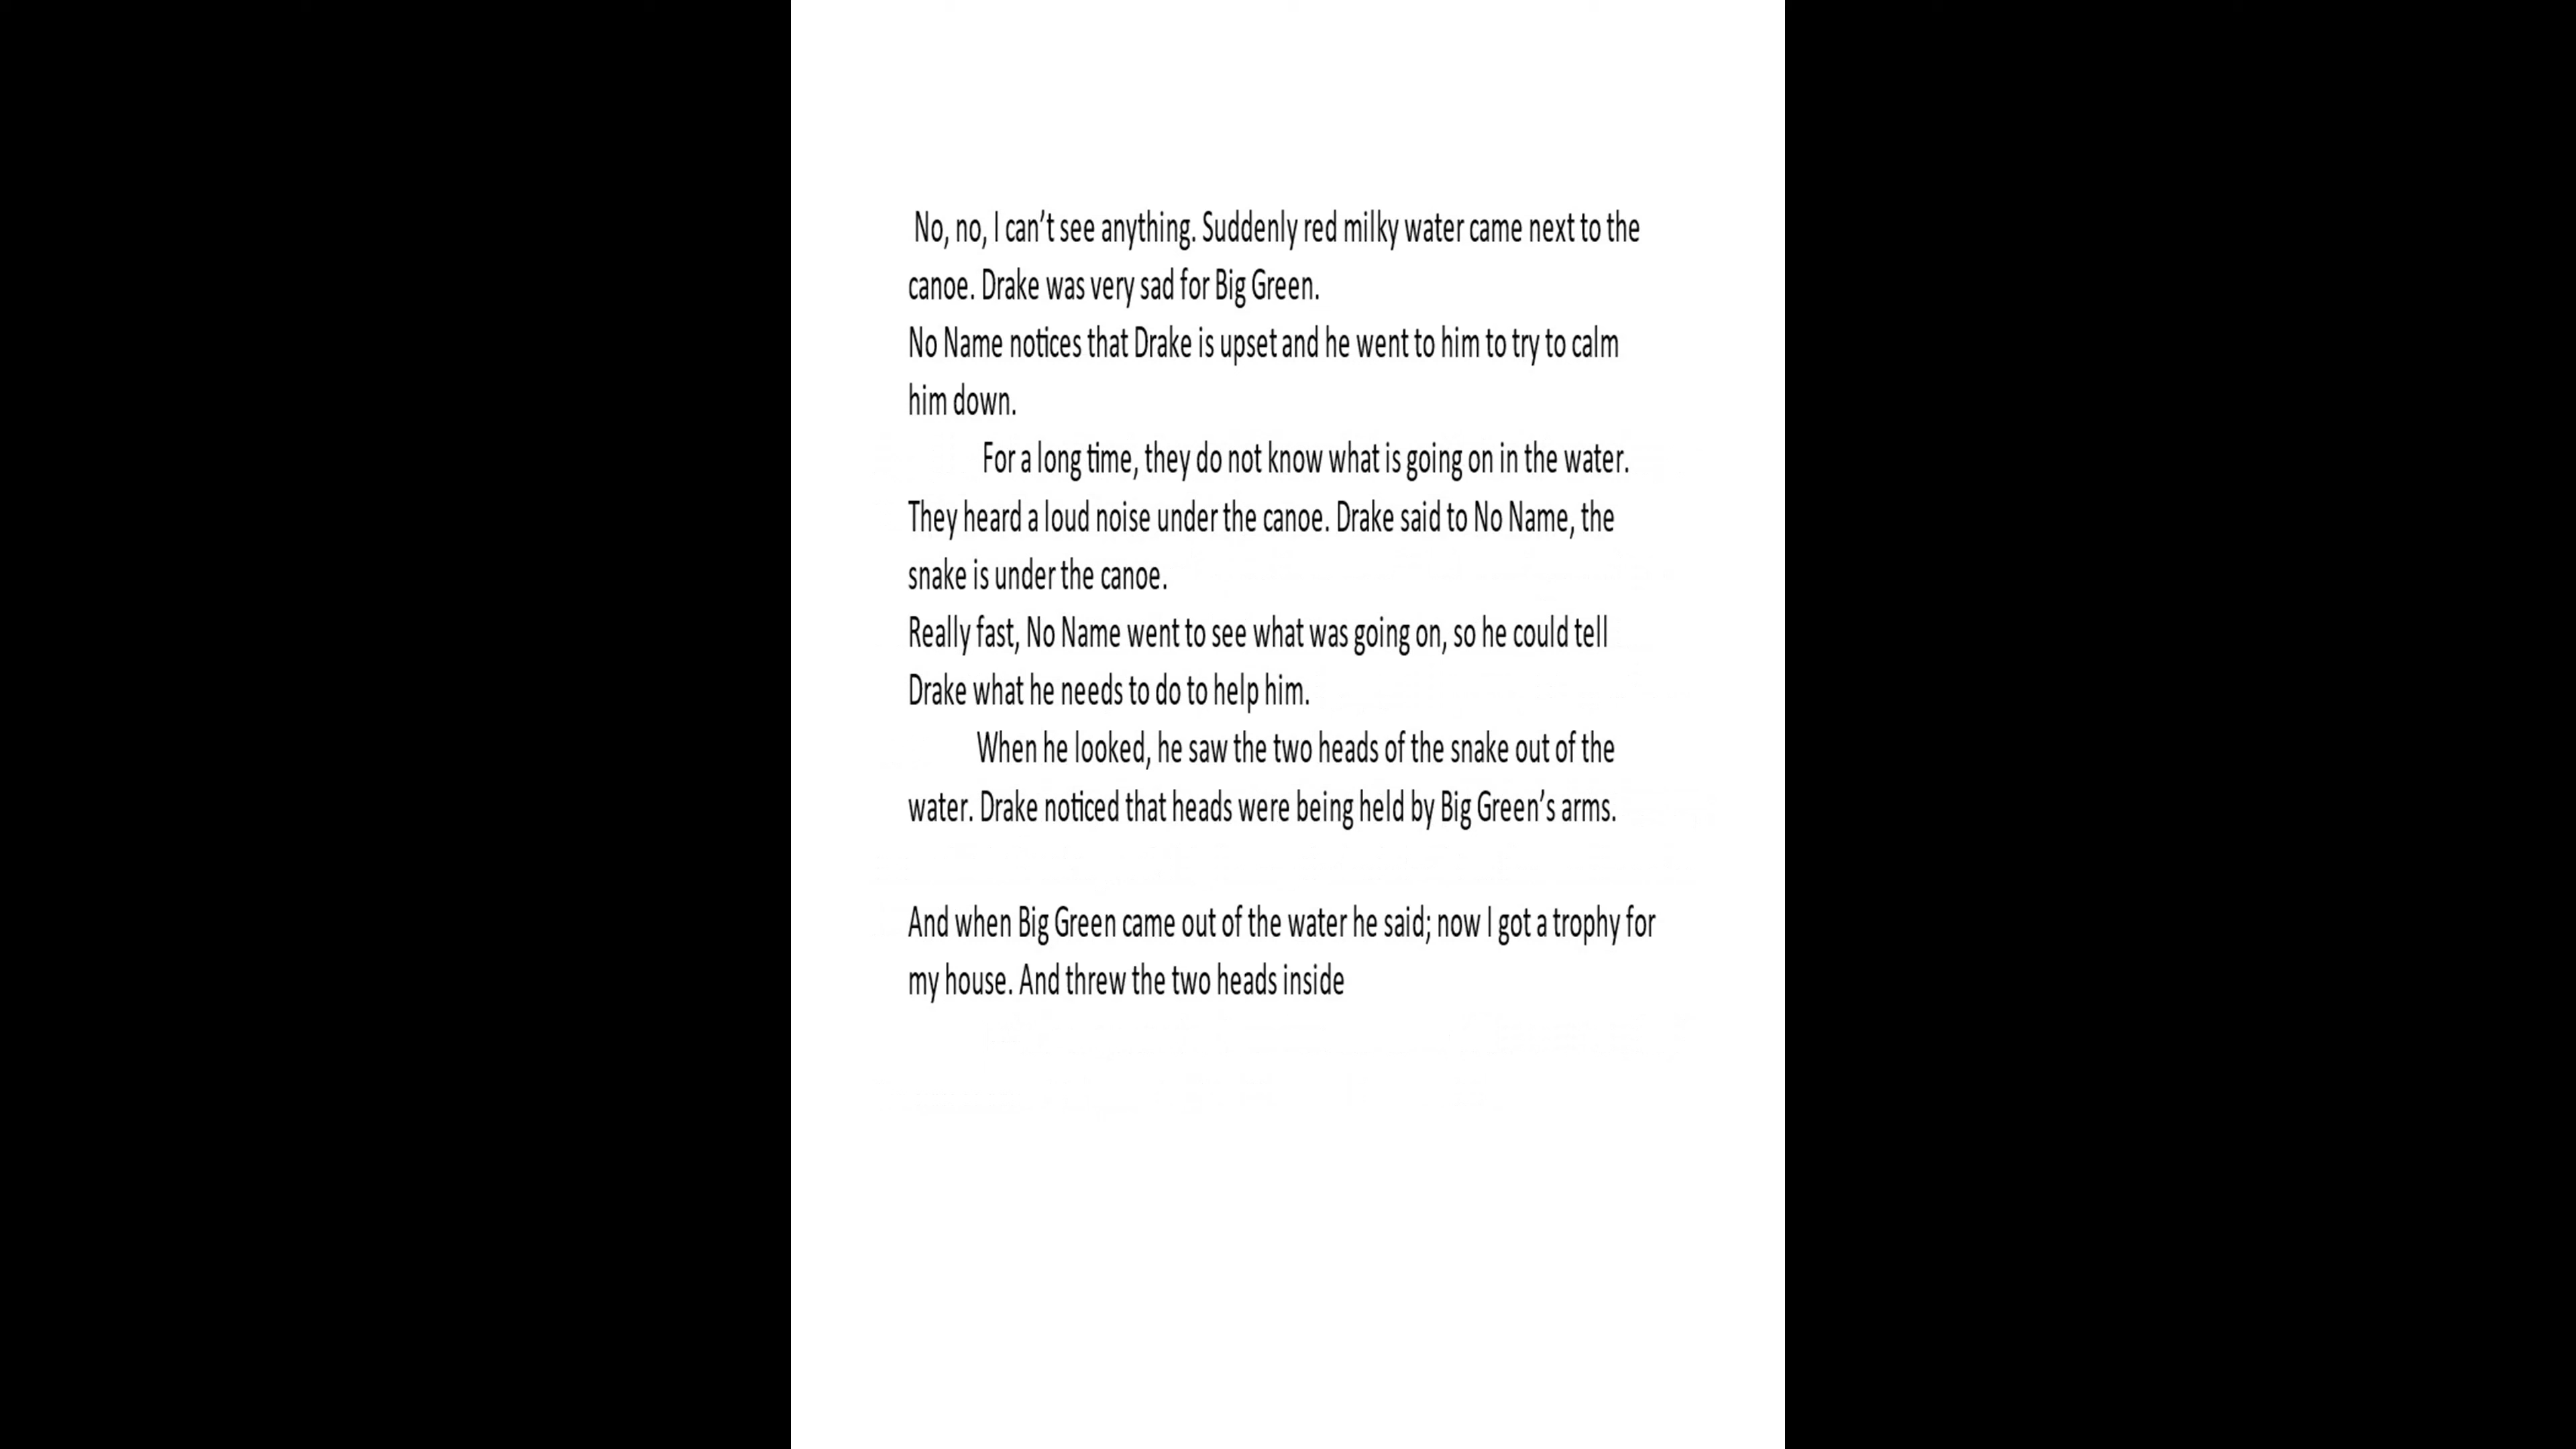 No, no, I can’t see anything. Suddenly red milky water came next to the
canoe. Drake was very sad for Big Green.
No Name notices that Drake is upset and he went to him to try to calm
him down.
For a long time, they do not know what is going on in the water.
They heard a loud noise under the canoe. Drake said to No Name, the
snake is under the canoe.
Really fast, No Name went to see what was going on, so he could tell
Drake what he needs to do to help him.
When he looked, he saw the two heads of the snake out of the
water. Drake noticed that heads were being held by Big Green’s arms.
And when Big Green came out of the water he said; now I got a trophy for
my house. And threw the two heads inside